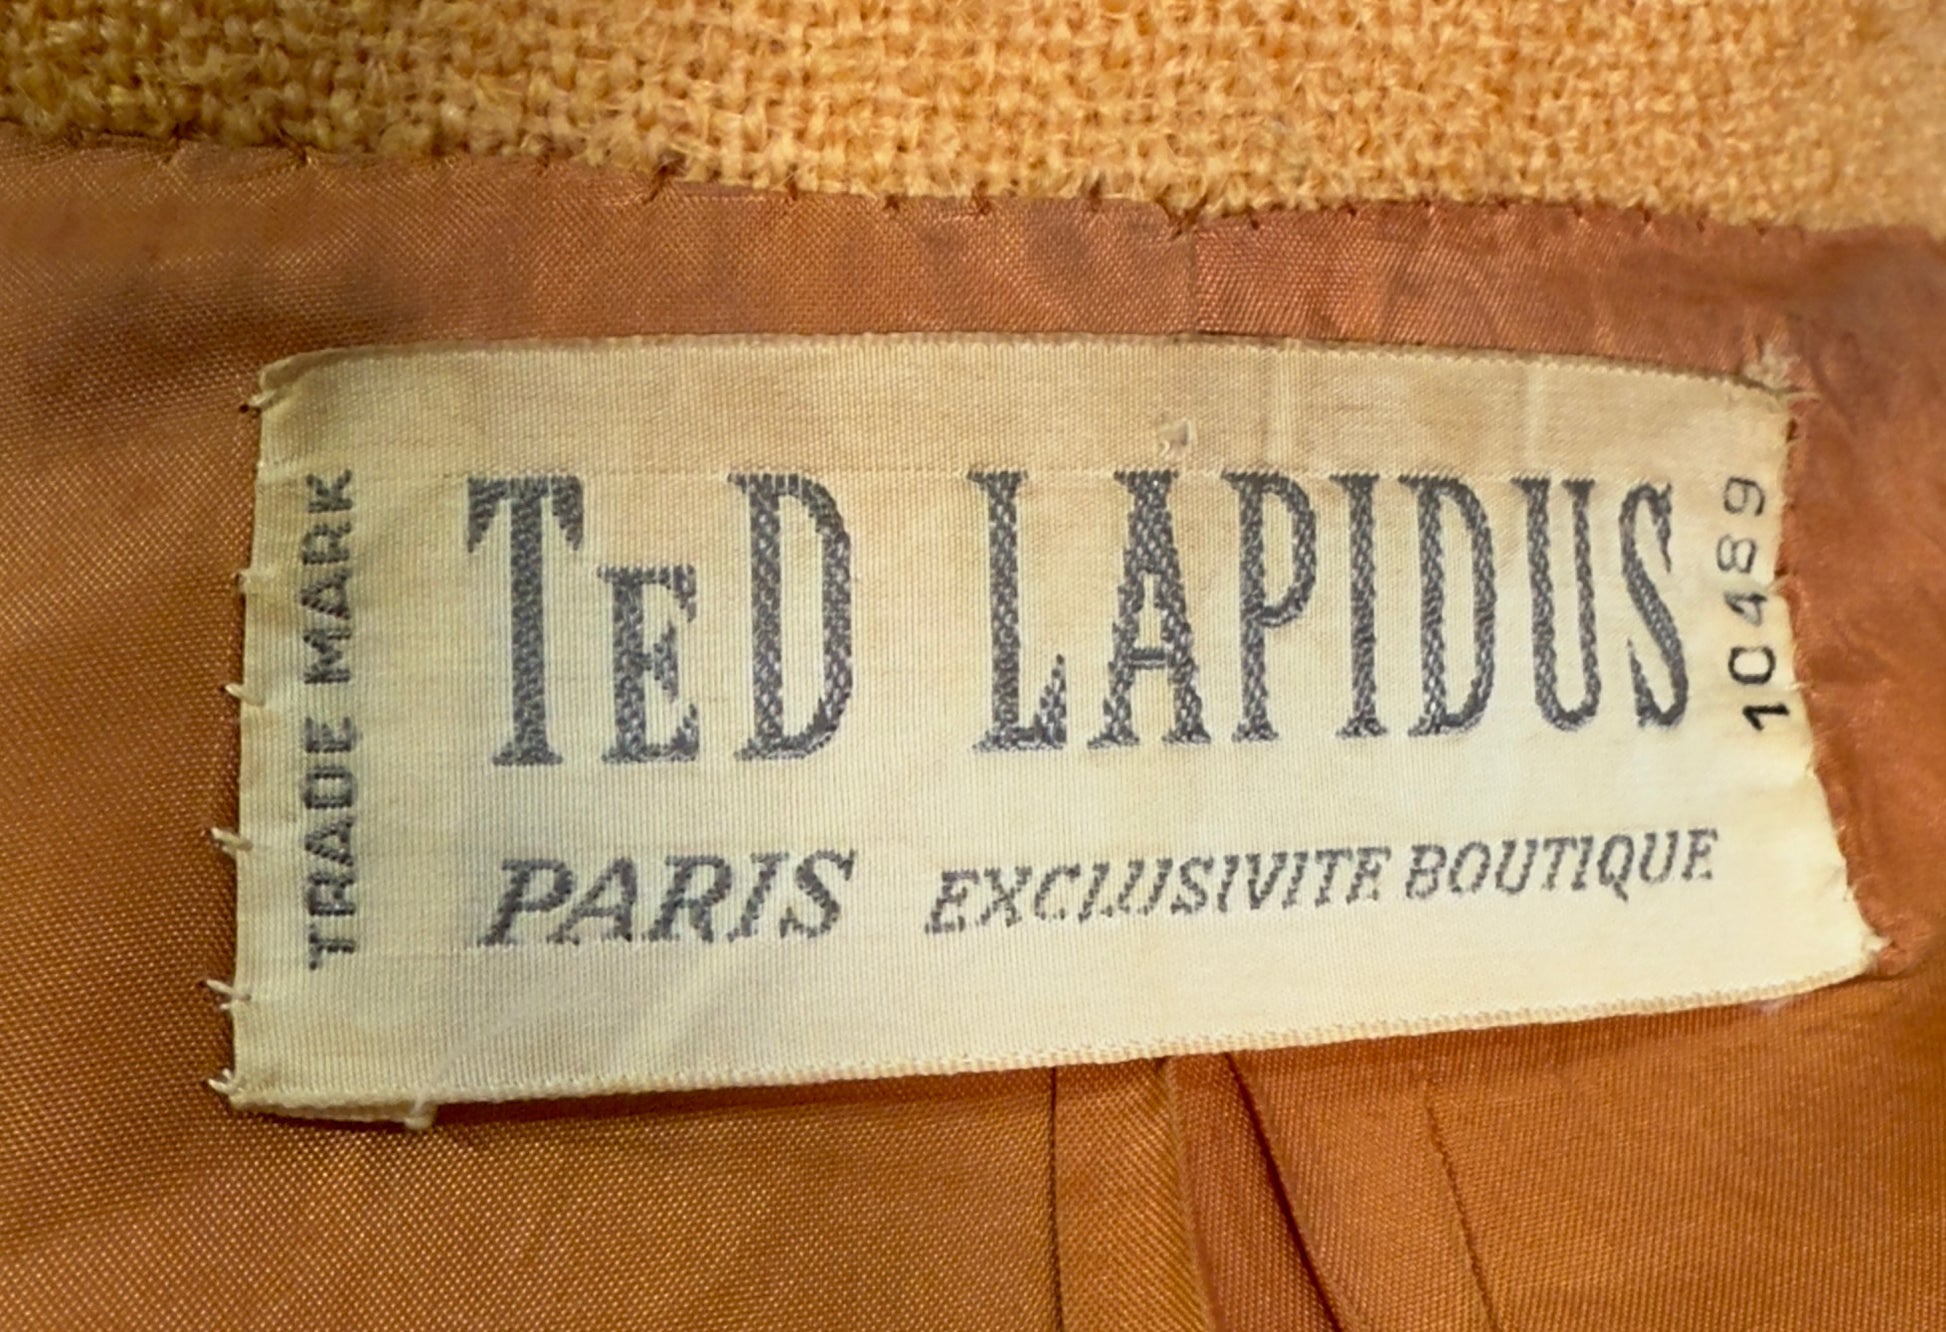 TRADE MARK
TED LAPIDUS
10489
PARIS EXCLUSIVITE BOUTIQUE